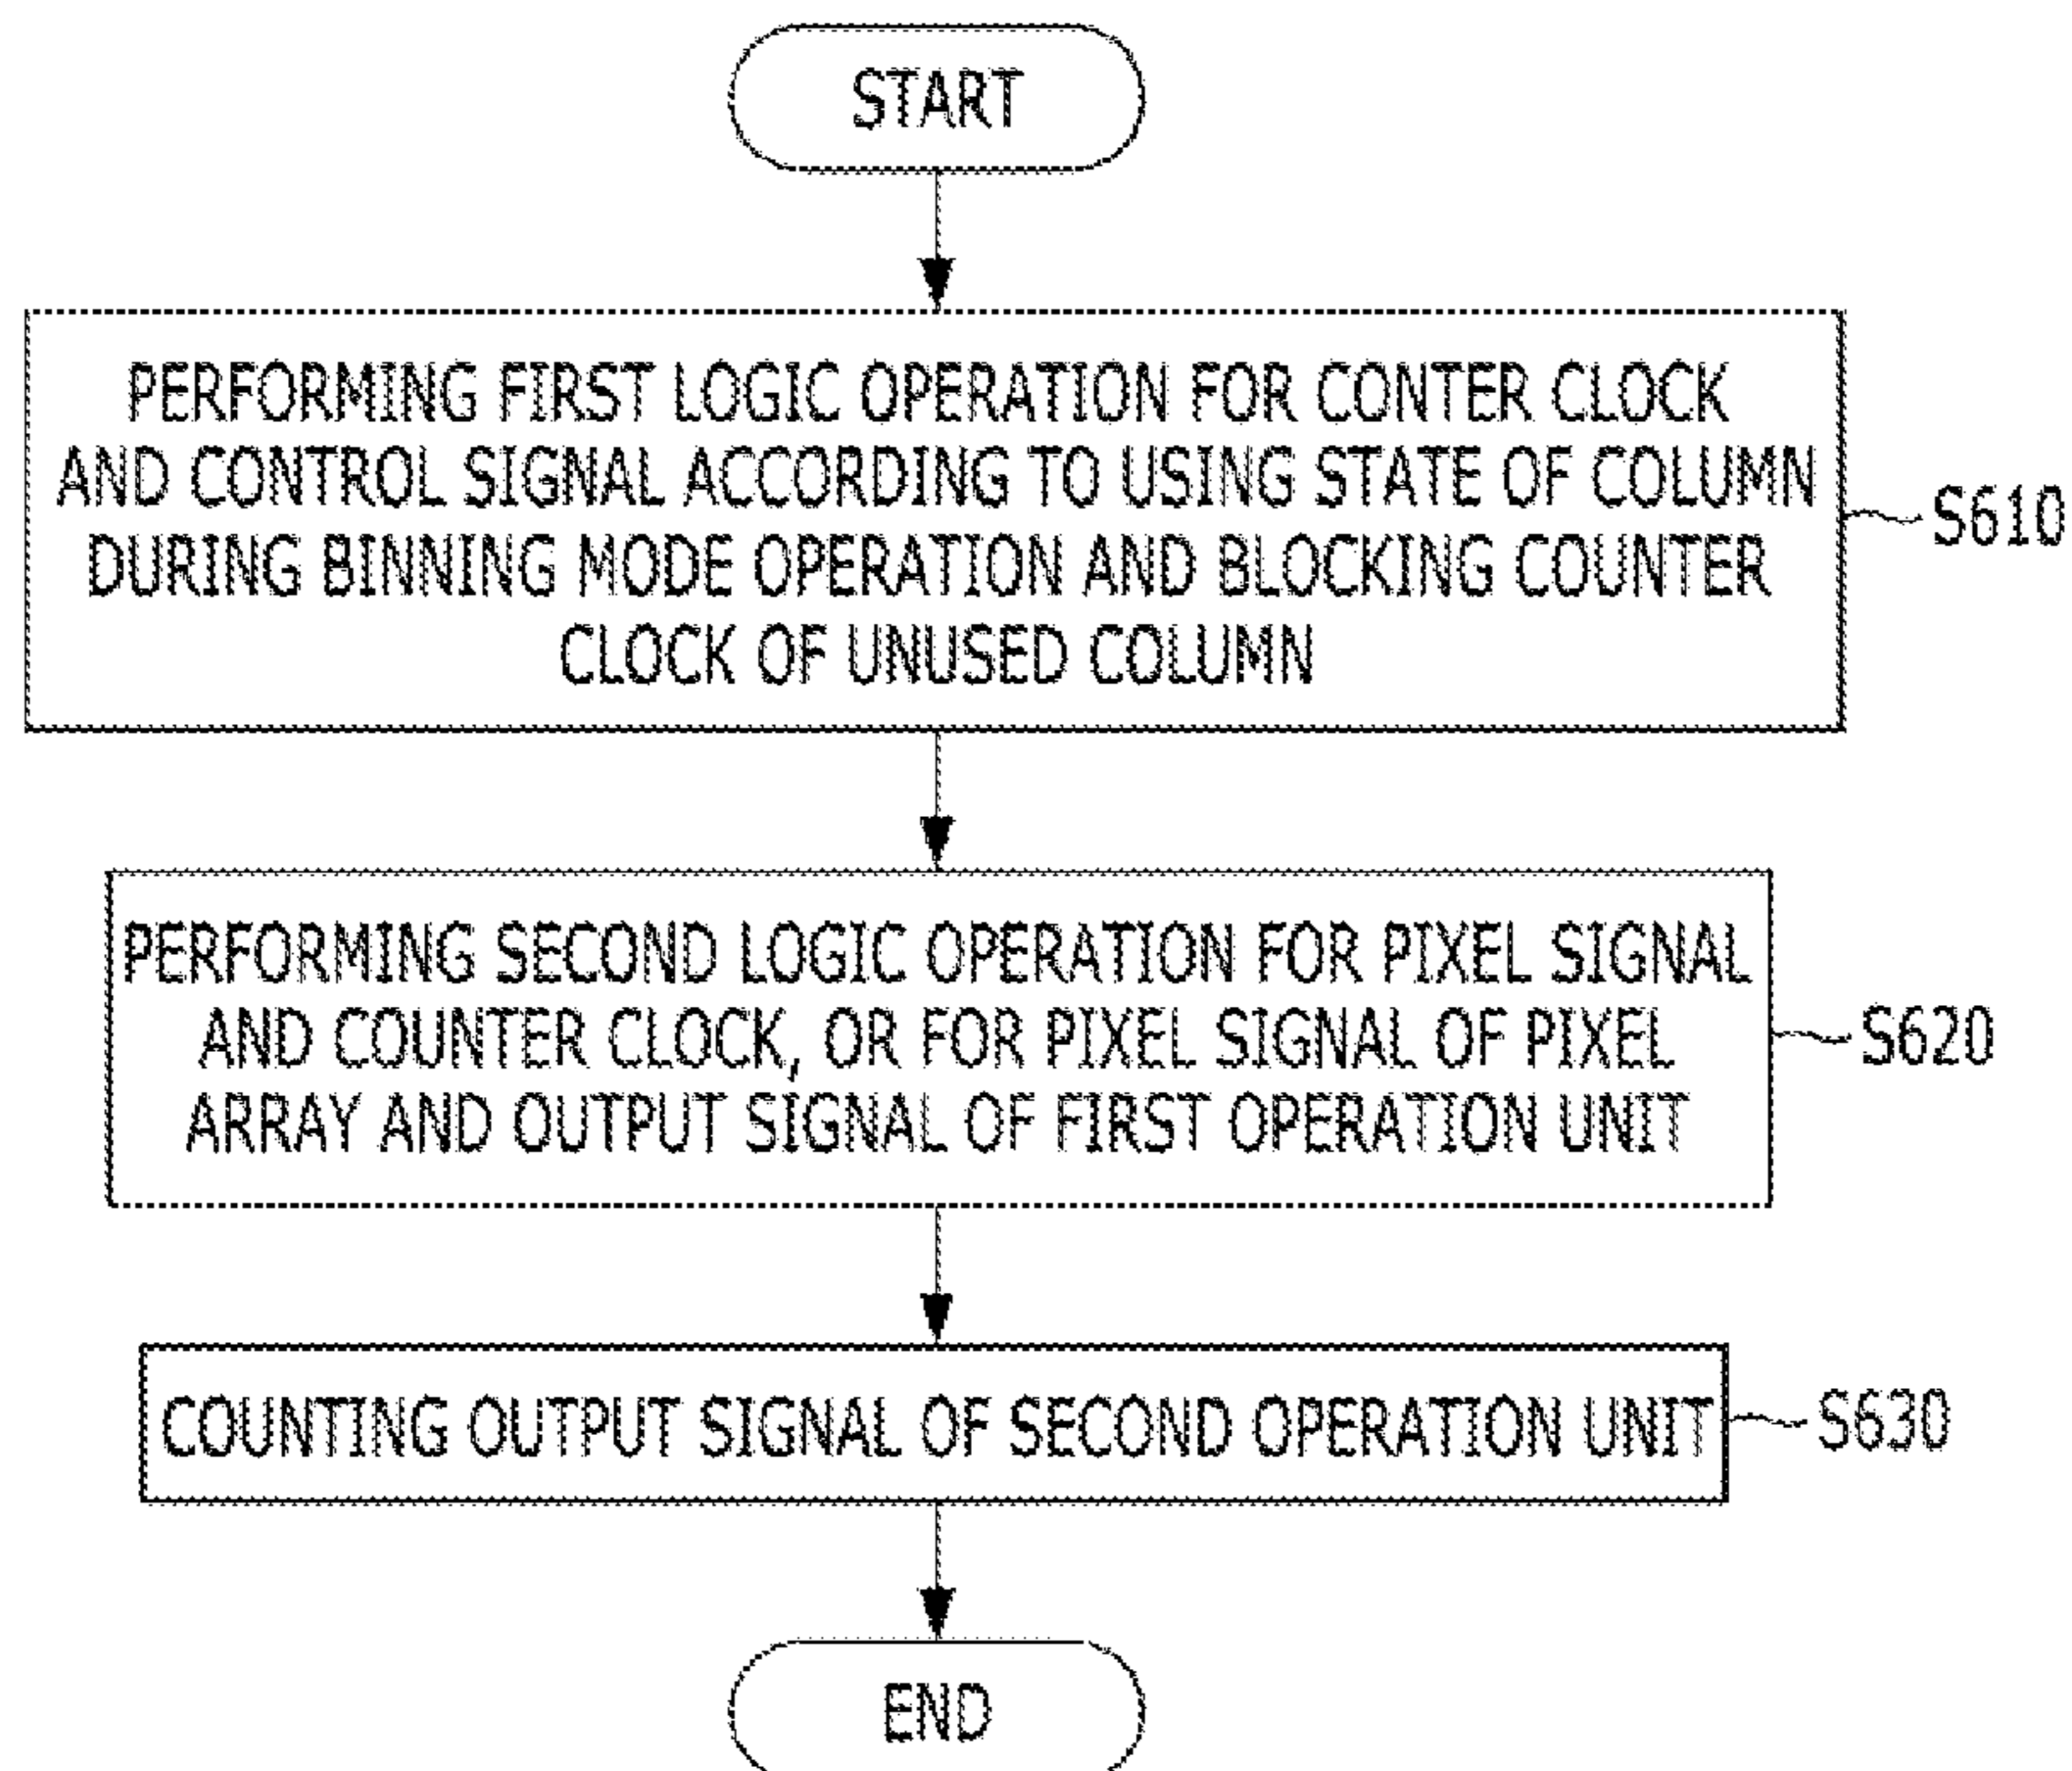 START
PERFORMING FIRST LOGIC OPERATION FOR CONTER CLOCK
AND CONTROL SIGNAL ACCORDING TO USING STATE OF COLUMN
DURING BINNING MODE OPERATION AND BLOCKING COUNTER
CLOCK OF UNUSED COLUMN
S610
PERFORMING SECOND LOGIC OPERATION FOR PIXEL SIGNAL
AND COUNTER CLOCK, OR FOR PIXEL SIGNAL OF PIXEL
ARRAY AND OUTPUT SIGNAL OF FIRST OPERATION UNIT
S620
COUNTING OUTPUT SIGNAL OF SECOND OPERATION UNIT
S630
END